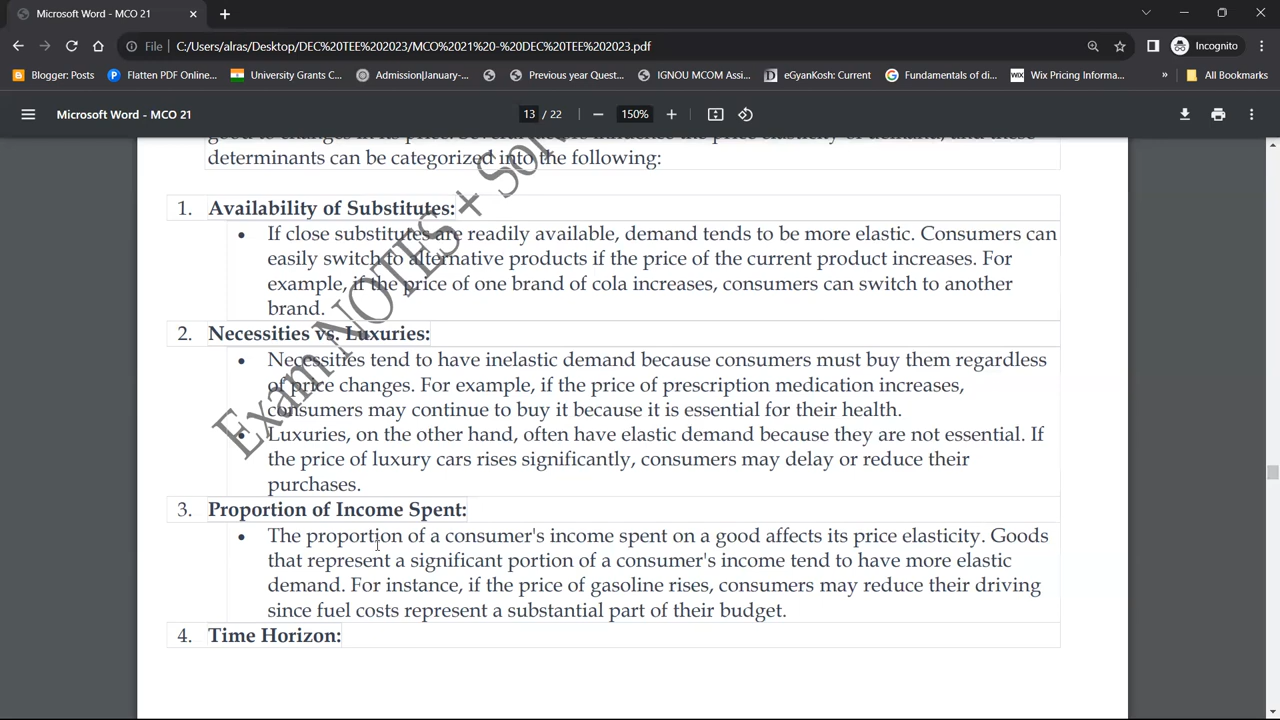 Microsoft Word - MCO 21
File
C:/Users/alras/Desktop/DEC%20TEE%202023/MCO%2021%20-%20DEC%20TEE%202023.pdf
Incognito
Blogger: Posts
Flatten PDF Online...
University Grants C...
Admission|January-...
Previous year Quest...
IGNOU MCOM Assi...
eGyanKosh: Current
Fundamentals of di...
Wix Pricing Informa...
»
All Bookmarks
Microsoft Word - MCO 21
13 / 22
150%
determinants can be categorized into the following:
1. Availability of Substitutes:
• If close substitutes are readily available, demand tends to be more elastic. Consumers can
easily switch to alternative products if the price of the current product increases. For
example, if the price of one brand of cola increases, consumers can switch to another
brand.
2. Necessities vs. Luxuries:
• Necessities tend to have inelastic demand because consumers must buy them regardless
of price changes. For example, if the price of prescription medication increases,
consumers may continue to buy it because it is essential for their health.
• Luxuries, on the other hand, often have elastic demand because they are not essential. If
the price of luxury cars rises significantly, consumers may delay or reduce their
purchases.
3. Proportion of Income Spent:
• The proportion of a consumer's income spent on a good affects its price elasticity. Goods
that represent a significant portion of a consumer's income tend to have more elastic
demand. For instance, if the price of gasoline rises, consumers may reduce their driving
since fuel costs represent a substantial part of their budget.
4. Time Horizon:
Exam NOTES +